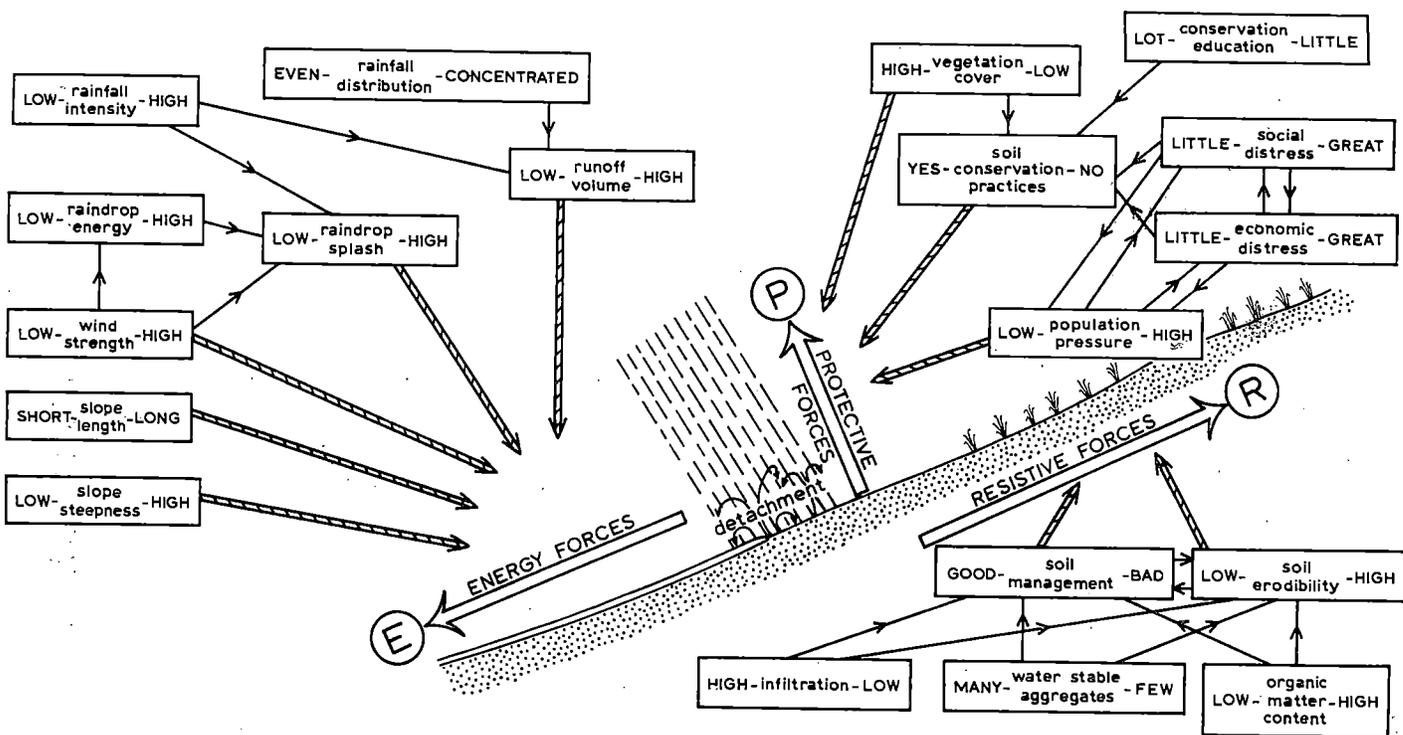 LOT- conservation education -LITTLE
EVEN- rainfall distribution -CONCENTRATED
HIGH- vegetation cover -LOW
LOW- rainfall intensity -HIGH
LITTLE- social distress -GREAT
YES- soil conservation practices -NO
LOW- runoff volume -HIGH
LOW- raindrop energy -HIGH
LOW- raindrop splash -HIGH
LITTLE- economic distress -GREAT
LOW- wind strength -HIGH
LOW- population pressure -HIGH
P
PROTECTIVE
FORCES
SHORT- slope length -LONG
LOW- slope steepness -HIGH
detachment
R
RESISTIVE FORCES
ENERGY FORCES
E
GOOD- soil management -BAD
LOW- soil erodibility -HIGH
HIGH-infiltration-LOW
MANY- water stable aggregates -FEW
LOW- organic matter content -HIGH